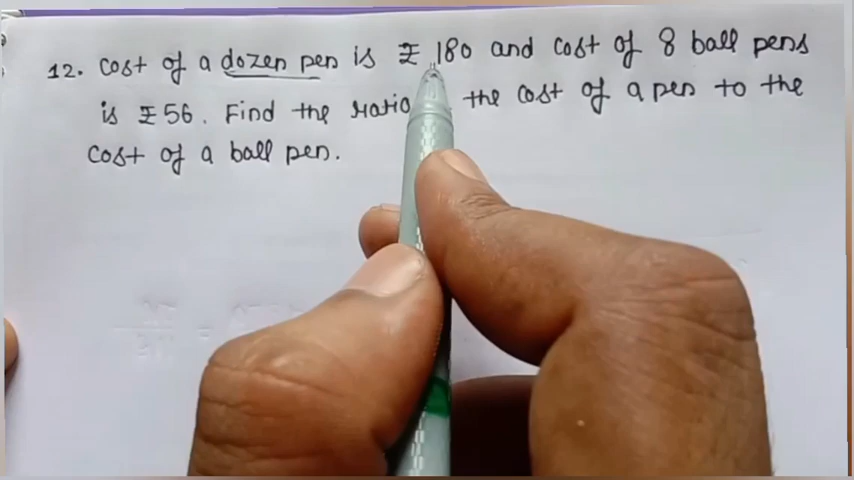 12. Cost of a dozen pen is ₹ 180 and Cost of 8 ball pens
is ₹ 56. Find the ratio the Cost of a pen to the
Cost of a ball pen.